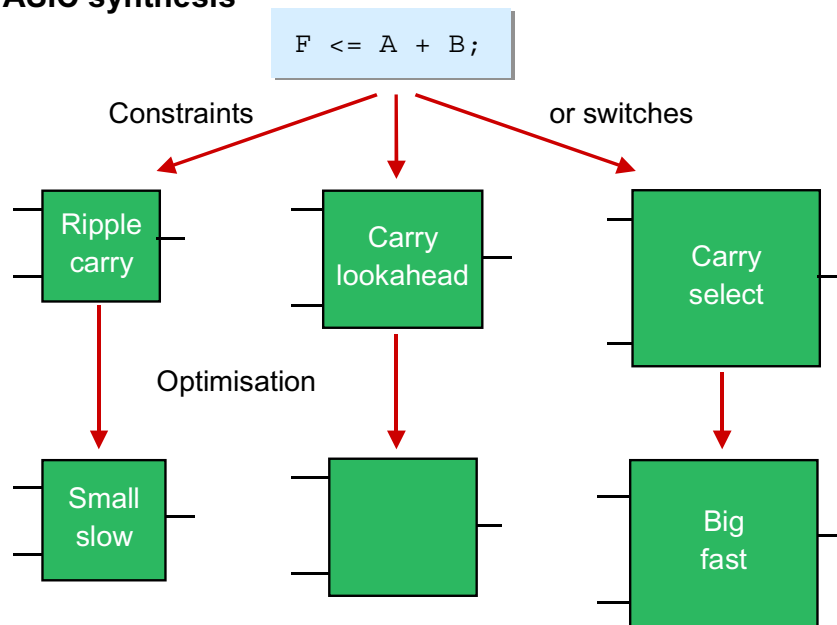 ASIC synthesis
F <= A + B;
Constraints
or switches
Ripple
carry
Carry
lookahead
Carry
select
Optimisation
Small
slow
Big
fast